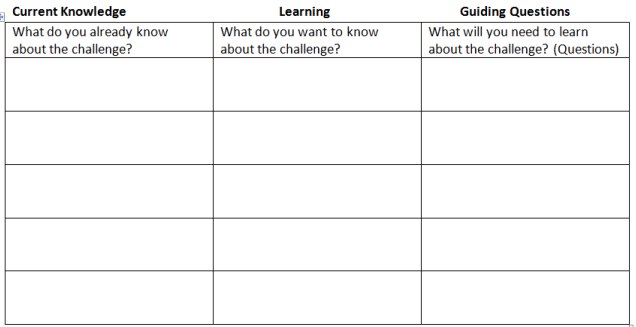 Current Knowledge
Learning
Guiding Questions
What do you already know
about the challenge?
What do you want to know
about the challenge?
What will you need to learn
about the challenge? (Questions)